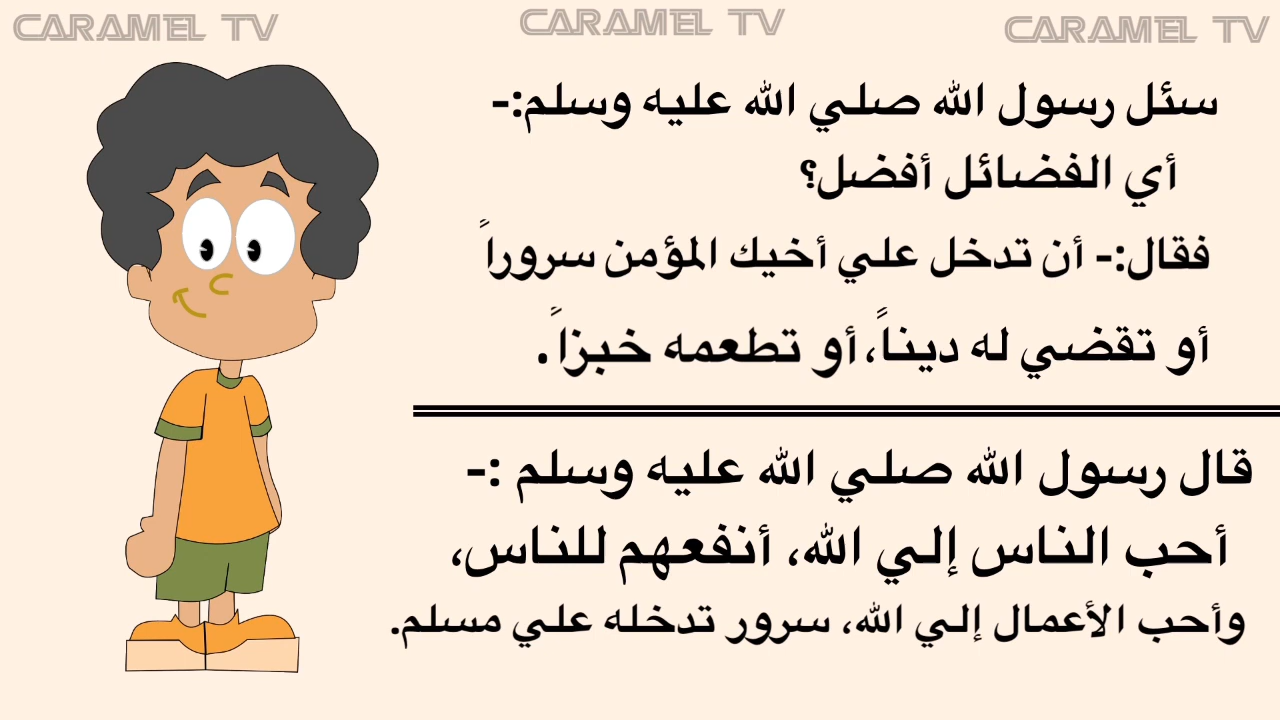 CARAMEL TV
CARAMEL TV
CARAMEL TV
سئل رسول الله صلي الله عليه وسلم:-
أي الفضائل أفضل؟
فقال:- أن تدخل علي أخيك المؤمن سروراً
أو تقضي له ديناً، أو تطعمه خبزاً.
قال رسول الله صلي الله عليه وسلم :-
أحب الناس إلي الله، أنفعهم للناس،
وأحب الأعمال إلي الله، سرور تدخله علي مسلم.